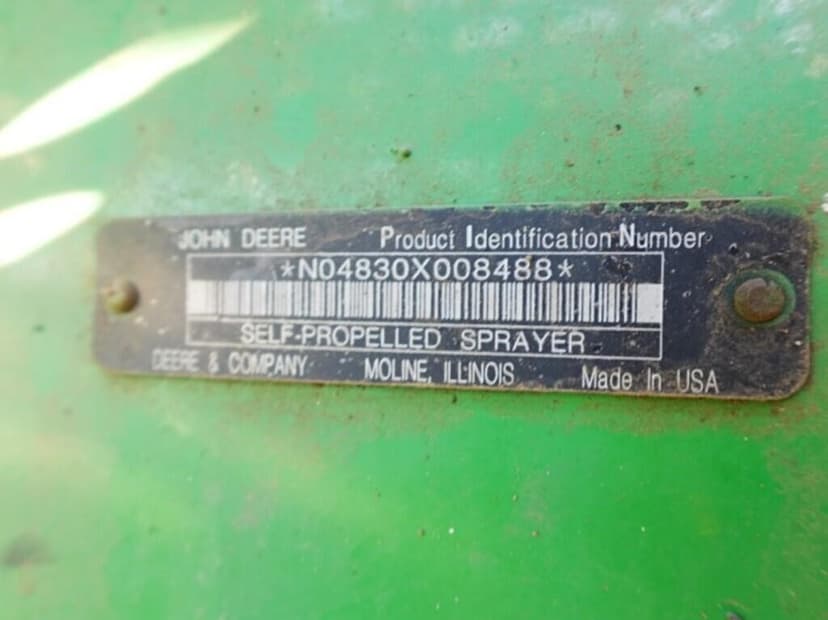 JOHN DEERE Product Identification Number
*N04830X008488*
SELF-PROPELLED SPRAYER
DEERE & COMPANY MOLINE, ILLINOIS Made In USA